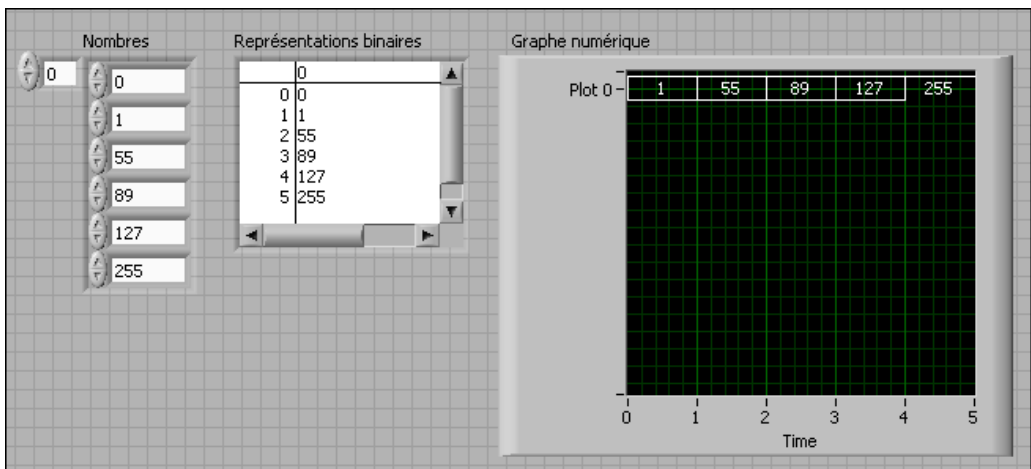 Nombres
0
0
1
55
89
127
255
Représentations binaires
0
0 0
1 1
2 55
3 89
4 127
5 255
Graphe numérique
Plot 0
1 55 89 127 255
0 1 2 3 4 5
Time